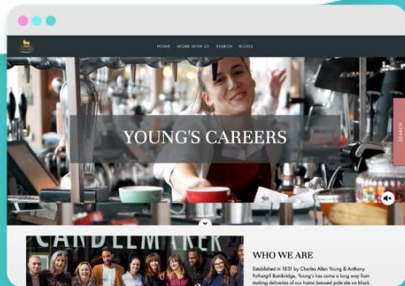 HOME WORK WITH US SEARCH BLOGS
YOUNG'S CAREERS
SEARCH
CANDLEMAKER
WHO WE ARE
Established in 1831 by Charles Allen Young & Anthony
Fothergill Bainbridge, Young's has come a long way from
making deliveries of our home-brewed pale ale on black